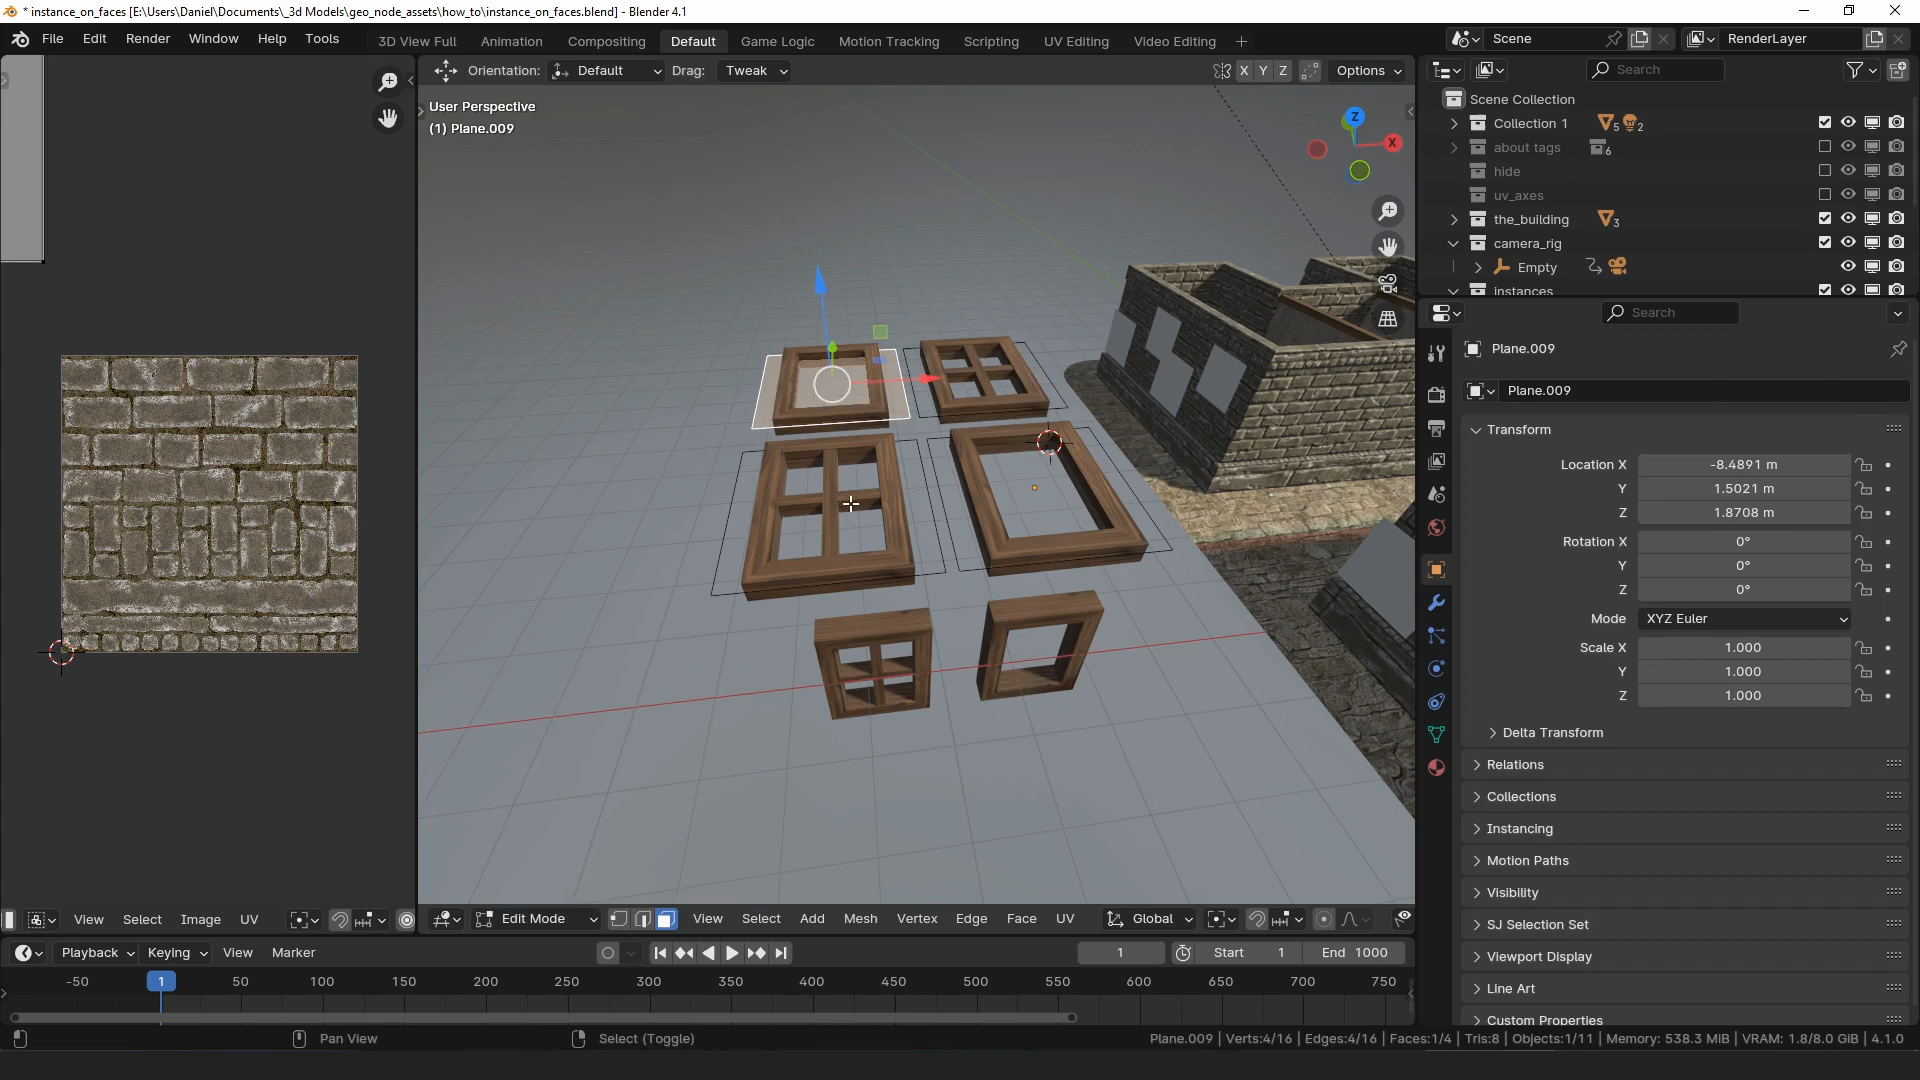 * instance_on_faces [E:\Users\Daniel\Documents\_3d Models\geo_node_assets\how_to\instance_on_faces.blend] - Blender 4.1
File Edit Render Window Help Tools 3D View Full Animation Compositing Default Game Logic Motion Tracking Scripting UV Editing Video Editing + Scene RenderLayer
Orientation: Default Drag: Tweak X Y Z Options Search
User Perspective
(1) Plane.009
Z
X
Scene Collection
Collection 1 5 2
about tags 6
hide
uv_axes
the_building 3
camera_rig
Empty
instances
Search
Plane.009
Plane.009
Transform
Location X -8.4891 m
Y 1.5021 m
Z 1.8708 m
Rotation X 0°
Y 0°
Z 0°
Mode XYZ Euler
Scale X 1.000
Y 1.000
Z 1.000
Delta Transform
Relations
Collections
Instancing
Motion Paths
Visibility
SJ Selection Set
Viewport Display
Line Art
Custom Properties
View Select Image UV
Edit Mode View Select Add Mesh Vertex Edge Face UV Global
Playback Keying View Marker 1 Start 1 End 1000
-50 1 50 100 150 200 250 300 350 400 450 500 550 600 650 700 750
Pan View Select (Toggle) Plane.009 | Verts:4/16 | Edges:4/16 | Faces:1/4 | Tris:8 | Objects:1/11 | Memory: 538.3 MiB | VRAM: 1.8/8.0 GiB | 4.1.0